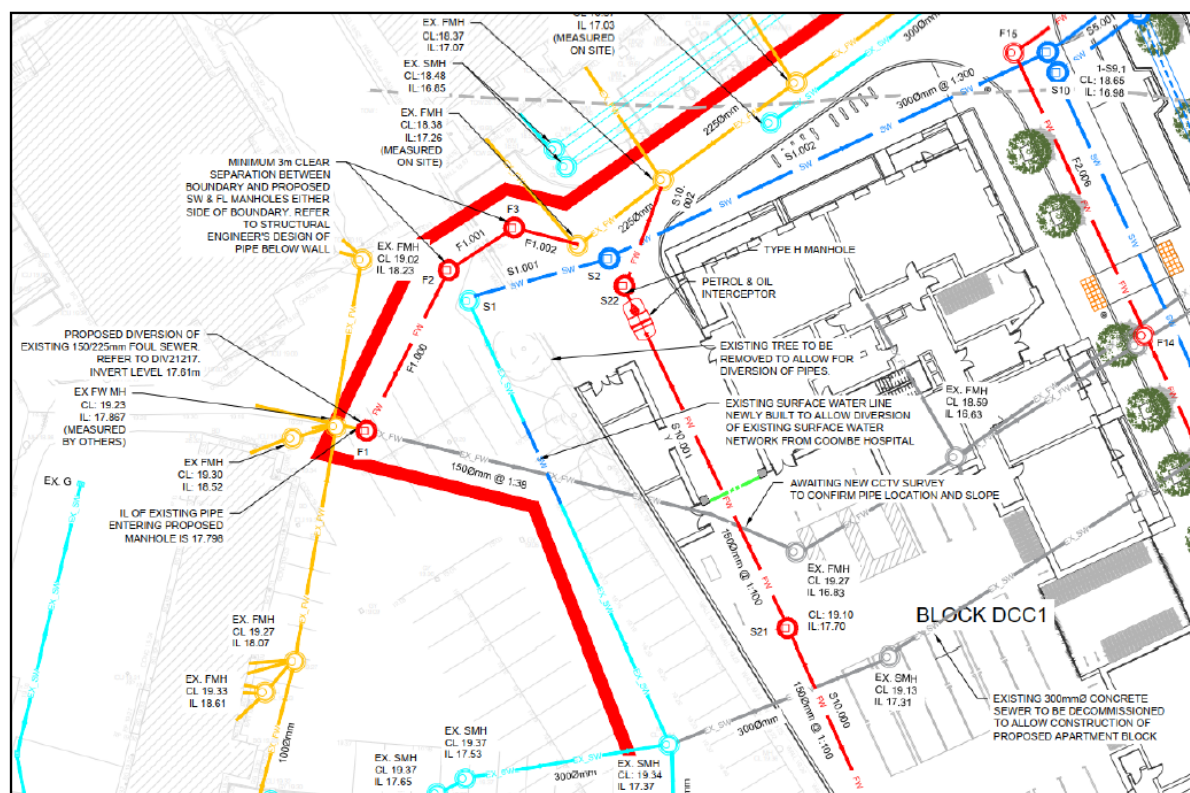 EX. FMH
CL:18.37
IL:17.07
IL 17.03
(MEASURED
ON SITE)
EX. SMH
CL:18.48
IL: 16.85
EX. FMH
CL:18.38
IL:17.26
(MEASURED
ON SITE)
MINIMUM 3m CLEAR
SEPARATION BETWEEN
BOUNDARY AND PROPOSED
SW & FL MANHOLES EITHER
SIDE OF BOUNDARY. REFER
TO STRUCTURAL
ENGINEER'S DESIGN OF
PIPE BELOW WALL
EX. FMH
CL 19.02
IL 18.23
F3
F1.001
F1.002
F2
F1.000
S1
S1.001
S2
S22
S10.
002
225Ømm
225Ømm
300Ømm
300Ømm @ 1:300
S1.002
F15
S5.001
1-S9.1
S10
CL: 18.65
IL: 16.98
F2.006
TYPE H MANHOLE
PETROL & OIL
INTERCEPTOR
F14
PROPOSED DIVERSION OF
EXISTING 150/225mm FOUL SEWER.
REFER TO DIV21217.
INVERT LEVEL 17.61m
EX FW MH
CL: 19.23
IL: 17.867
(MEASURED
BY OTHERS)
F1
EX FMH
CL: 19.30
IL: 18.52
IL OF EXISTING PIPE
ENTERING PROPOSED
MANHOLE IS 17.798
EX. G
EXISTING TREE TO BE
REMOVED TO ALLOW FOR
DIVERSION OF PIPES.
EXISTING SURFACE WATER LINE
NEWLY BUILT TO ALLOW DIVERSION
OF EXISTING SURFACE WATER
NETWORK FROM COOMBE HOSPITAL
EX. FMH
CL 18.59
IL 16.63
EX_FW
150Ømm @ 1:38
S10.001
AWAITING NEW CCTV SURVEY
TO CONFIRM PIPE LOCATION AND SLOPE
EX. FMH
CL 19.27
IL 16.83
150Ømm @ 1:100
S21
CL: 19.10
IL:17.70
BLOCK DCC1
EX. SMH
CL 19.13
IL 17.31
EXISTING 300mmØ CONCRETE
SEWER TO BE DECOMMISSIONED
TO ALLOW CONSTRUCTION OF
PROPOSED APARTMENT BLOCK
S10.000
150Ømm @ 1:100
300Ømm
EX. FMH
CL 19.27
IL 18.07
EX. FMH
CL 19.33
IL 18.61
100Ømm
EX. SMH
CL 19.37
IL 17.53
EX. SMH
CL 19.37
IL 17.65
300Ømm
EX. SMH
CL: 19.34
IL 17.37